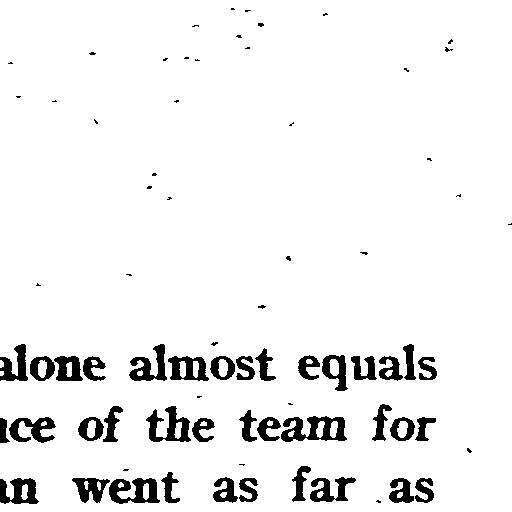 alone almost equals
of the team for
went as far as